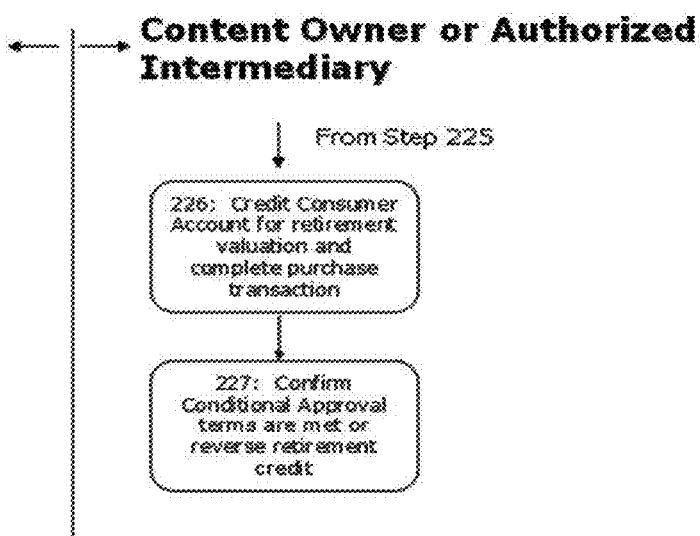 Content Owner or Authorized
Intermediary
From Step 225
226: Credit Consumer
Account for retirement
valuation and
complete purchase
transaction
227: Confirm
Conditional Approval
terms are met or
reverse retirement
credit